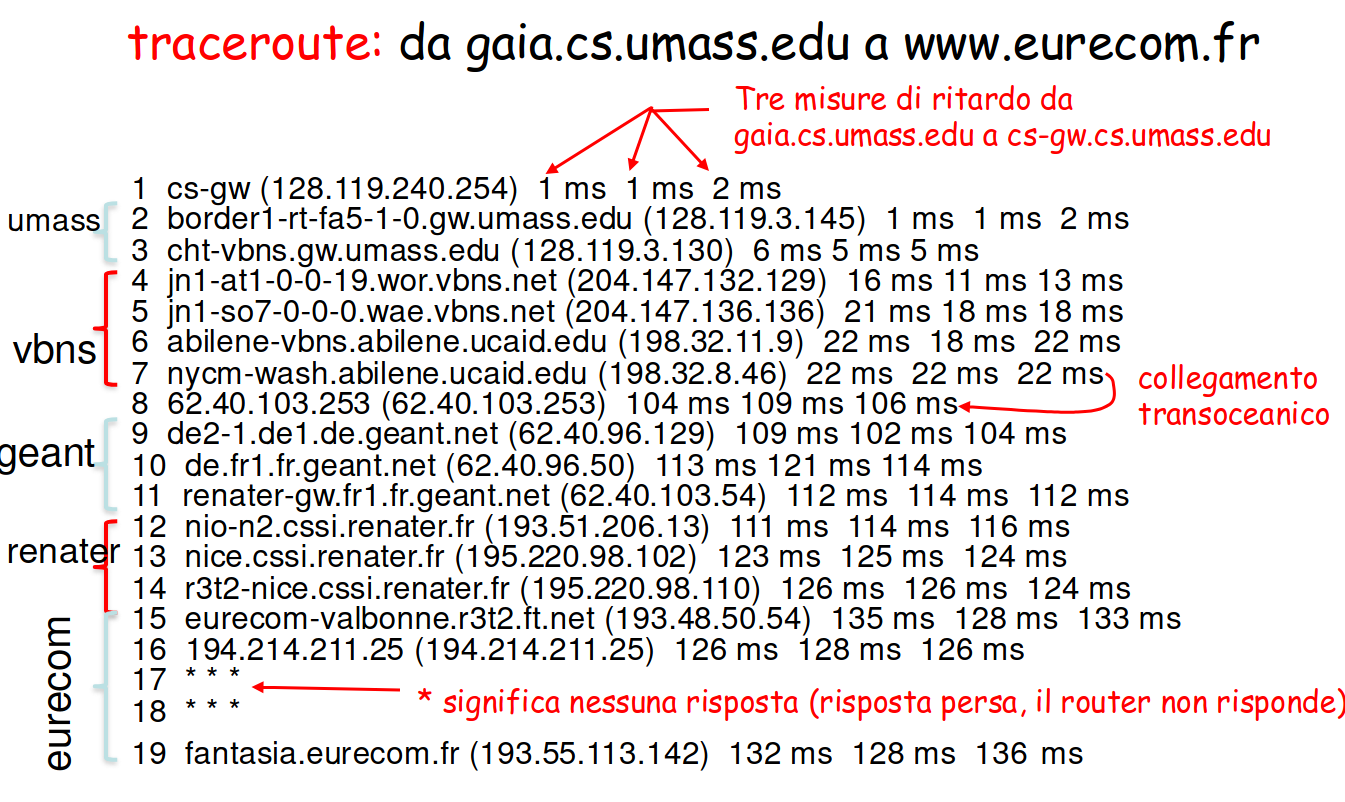 traceroute: da gaia.cs.umass.edu a www.eurecom.fr
Tre misure di ritardo da
gaia.cs.umass.edu a cs-gw.cs.umass.edu
1 cs-gw (128.119.240.254) 1 ms 1 ms 2 ms
umass
2 border1-rt-fa5-1-0.gw.umass.edu (128.119.3.145) 1 ms 1 ms 2 ms
3 cht-vbns.gw.umass.edu (128.119.3.130) 6 ms 5 ms 5 ms
4 jn1-at1-0-0-19.wor.vbns.net (204.147.132.129) 16 ms 11 ms 13 ms
5 jn1-so7-0-0-0.wae.vbns.net (204.147.136.136) 21 ms 18 ms 18 ms
vbns
6 abilene-vbns.abilene.ucaid.edu (198.32.11.9) 22 ms 18 ms 22 ms
7 nycm-wash.abilene.ucaid.edu (198.32.8.46) 22 ms 22 ms 22 ms
collegamento
transoceanico
8 62.40.103.253 (62.40.103.253) 104 ms 109 ms 106 ms
geant
9 de2-1.de1.de.geant.net (62.40.96.129) 109 ms 102 ms 104 ms
10 de.fr1.fr.geant.net (62.40.96.50) 113 ms 121 ms 114 ms
11 renater-gw.fr1.fr.geant.net (62.40.103.54) 112 ms 114 ms 112 ms
12 nio-n2.cssi.renater.fr (193.51.206.13) 111 ms 114 ms 116 ms
renater
13 nice.cssi.renater.fr (195.220.98.102) 123 ms 125 ms 124 ms
14 r3t2-nice.cssi.renater.fr (195.220.98.110) 126 ms 126 ms 124 ms
eurecom
15 eurecom-valbonne.r3t2.ft.net (193.48.50.54) 135 ms 128 ms 133 ms
16 194.214.211.25 (194.214.211.25) 126 ms 128 ms 126 ms
17 * * *
18 * * *
* significa nessuna risposta (risposta persa, il router non risponde)
19 fantasia.eurecom.fr (193.55.113.142) 132 ms 128 ms 136 ms